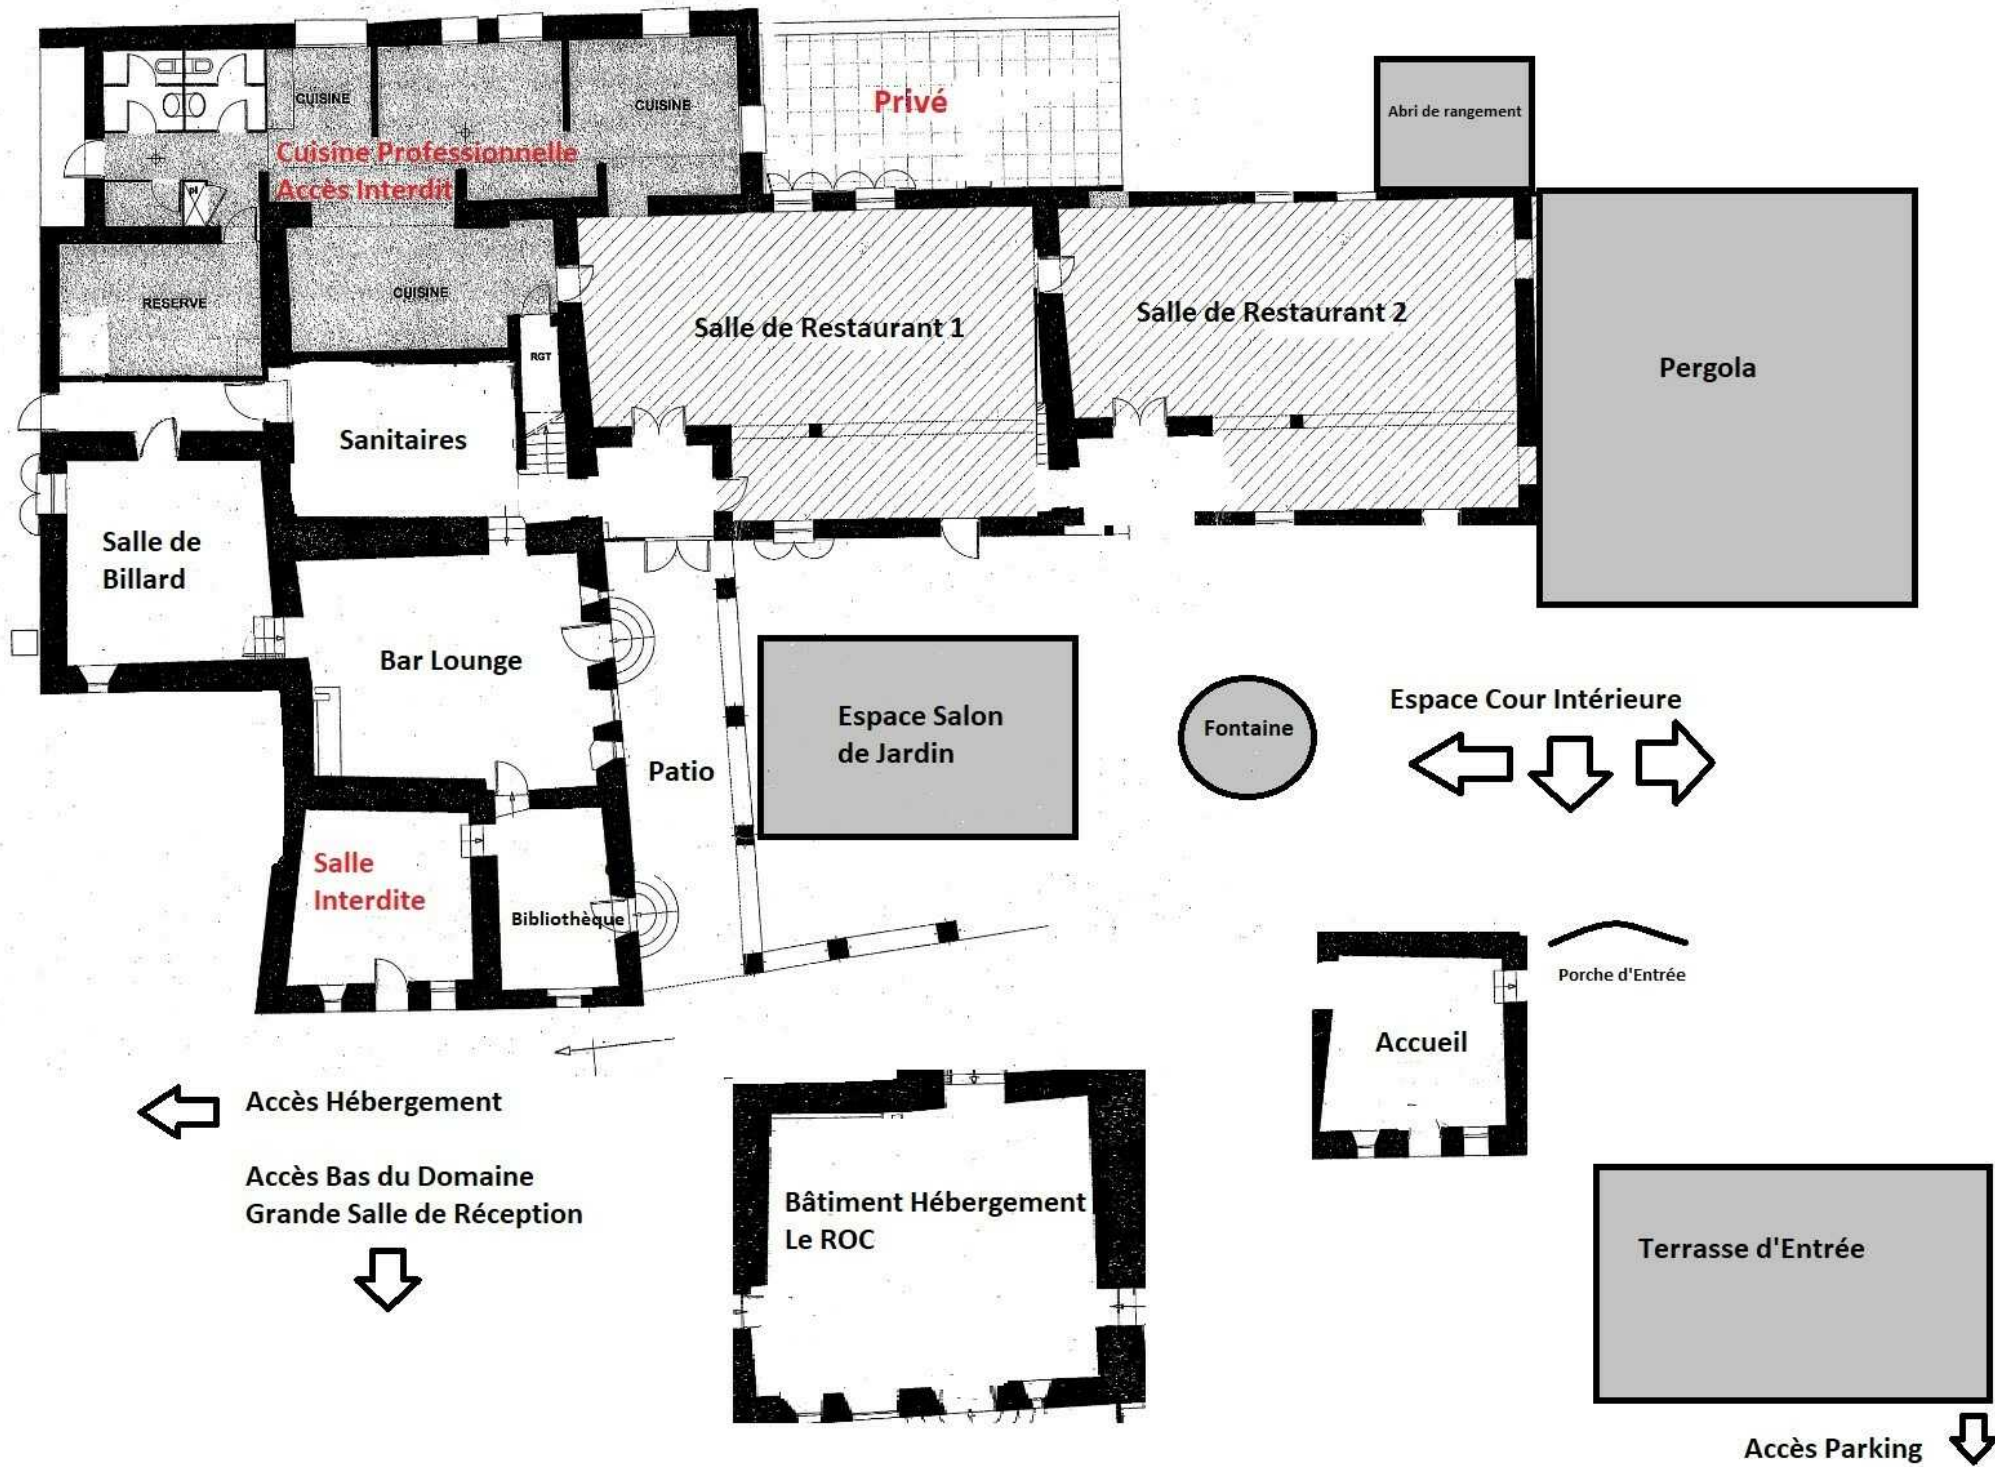 CUISINE
CUISINE
Privé
Abri de rangement
Cuisine Professionnelle
Accès Interdit
pl
RESERVE
CUISINE
Salle de Restaurant 1
Salle de Restaurant 2
RGT
Pergola
Sanitaires
Salle de
Billard
Bar Lounge
Espace Salon
de Jardin
Fontaine
Espace Cour Intérieure
Patio
Salle
Interdite
Bibliothèque
Porche d'Entrée
Accueil
Accès Hébergement
Accès Bas du Domaine
Grande Salle de Réception
Bâtiment Hébergement
Le ROC
Terrasse d'Entrée
Accès Parking